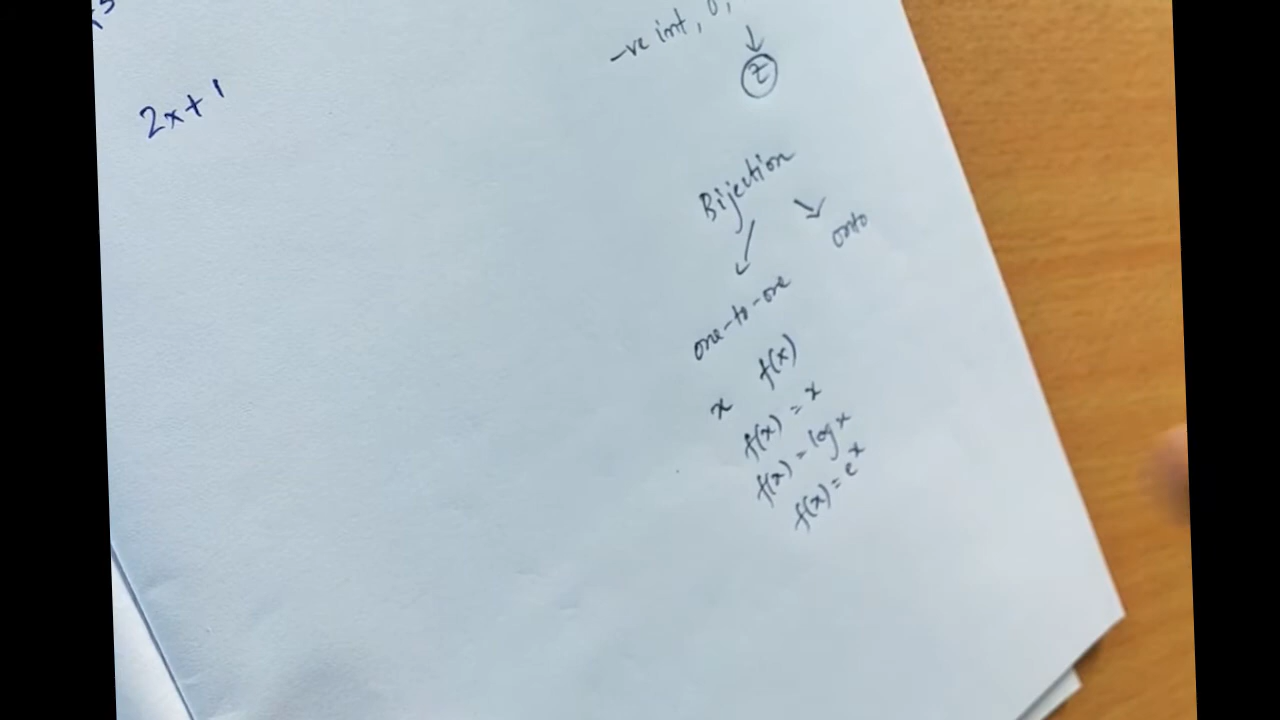 2x+1
-ve int, 0,
Z
Bijection
onto
one-to-one
x f(x)
f(x) = x
f(x) = log x
f(x) = e^x